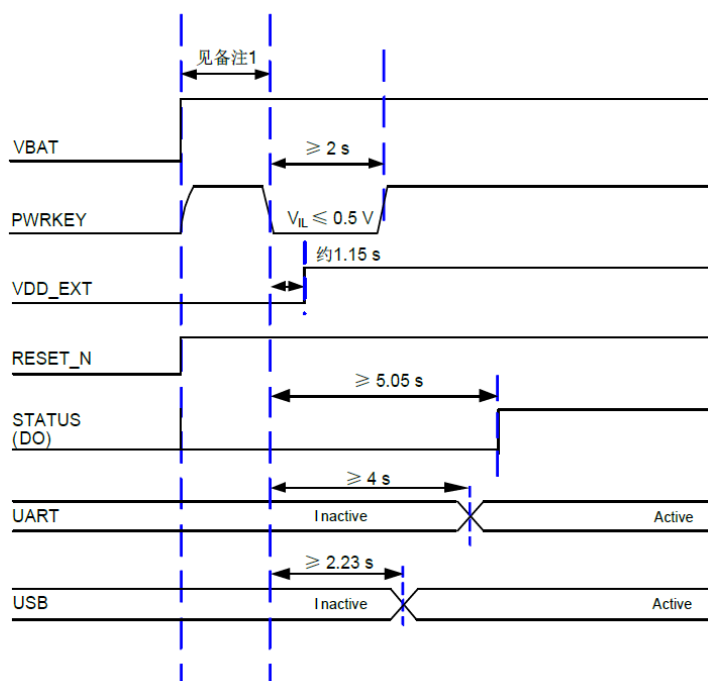 见备注1
VBAT
≥ 2 s
PWRKEY
VIL ≤ 0.5 V
约1.15 s
VDD_EXT
RESET_N
≥ 5.05 s
STATUS
(DO)
≥ 4 s
UART
Inactive
Active
≥ 2.23 s
USB
Inactive
Active